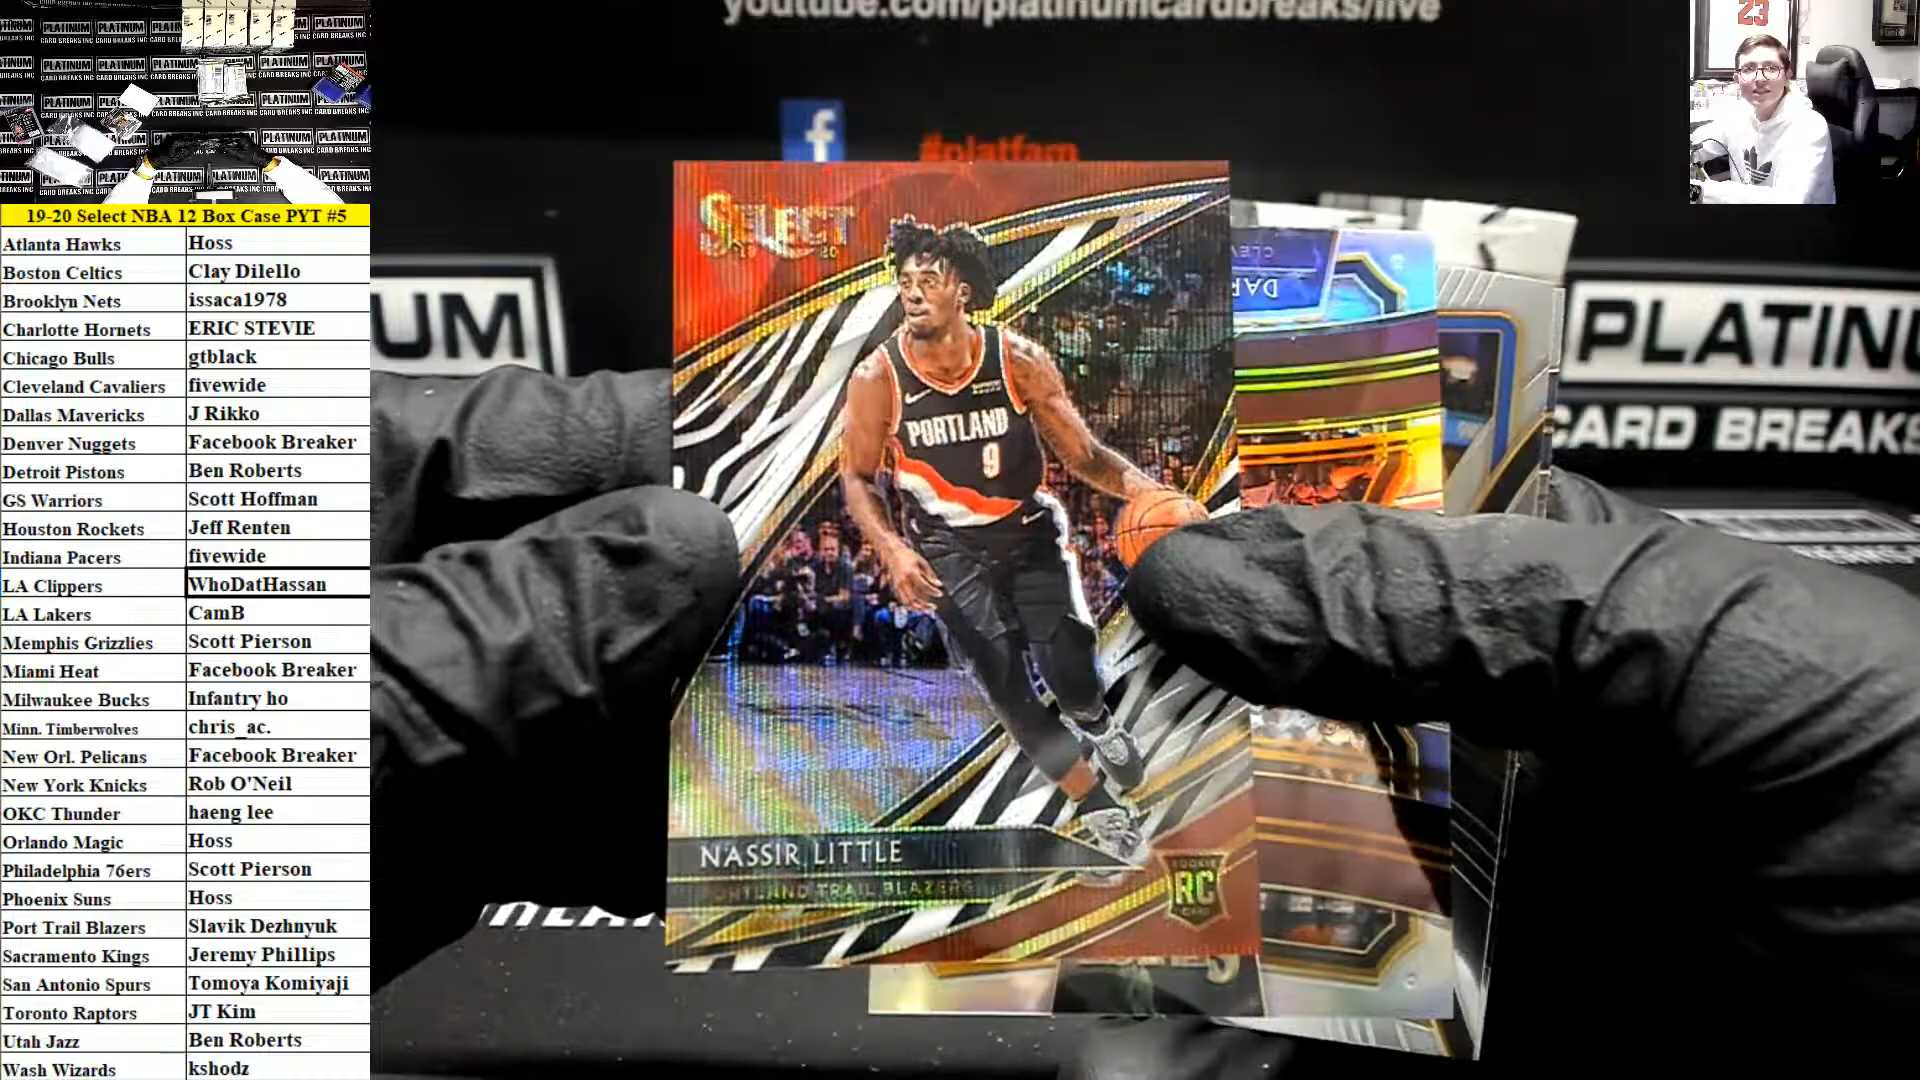 youtube.com/platinumcardbreaks/live
23
f
#platfam
19-20 Select NBA 12 Box Case PYT #5
Atlanta Hawks Hoss
Boston Celtics Clay Dilello
Brooklyn Nets issaca1978
Charlotte Hornets ERIC STEVIE
Chicago Bulls gtblack
Cleveland Cavaliers fivewide
Dallas Mavericks J Rikko
Denver Nuggets Facebook Breaker
Detroit Pistons Ben Roberts
GS Warriors Scott Hoffman
Houston Rockets Jeff Renten
Indiana Pacers fivewide
LA Clippers WhoDatHassan
LA Lakers CamB
Memphis Grizzlies Scott Pierson
Miami Heat Facebook Breaker
Milwaukee Bucks Infantry ho
Minn. Timberwolves chris_ac.
New Orl. Pelicans Facebook Breaker
New York Knicks Rob O'Neil
OKC Thunder haeng lee
Orlando Magic Hoss
Philadelphia 76ers Scott Pierson
Phoenix Suns Hoss
Port Trail Blazers Slavik Dezhnyuk
Sacramento Kings Jeremy Phillips
San Antonio Spurs Tomoya Komiyaji
Toronto Raptors JT Kim
Utah Jazz Ben Roberts
Wash Wizards kshodz
SELECT
PORTLAND
9
NASSIR LITTLE
PORTLAND TRAIL BLAZERS
ROOKIE
RC
CARD
UM
PLATINU
CARD BREAKS
DAR
CLEV